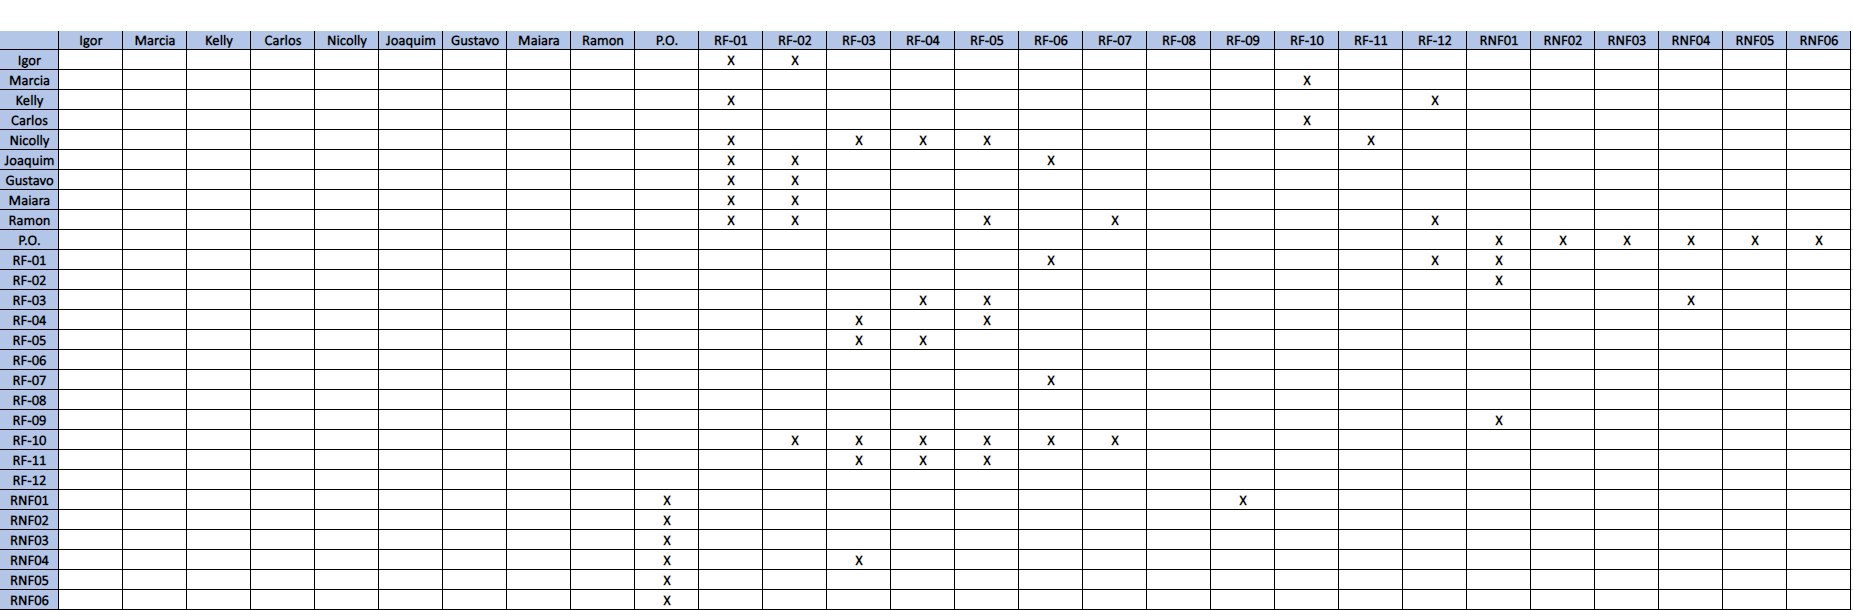 Igor Marcia Kelly Carlos Nicolly Joaquim Gustavo Maiara Ramon P.O. RF-01 RF-02 RF-03 RF-04 RF-05 RF-06 RF-07 RF-08 RF-09 RF-10 RF-11 RF-12 RNF01 RNF02 RNF03 RNF04 RNF05 RNF06
Igor X X
Marcia X
Kelly X X
Carlos X
Nicolly X X X X X
Joaquim X X X
Gustavo X X
Maiara X X
Ramon X X X X X
P.O. X X X X X X
RF-01 X X X
RF-02 X
RF-03 X X X
RF-04 X X
RF-05 X X
RF-06
RF-07 X
RF-08
RF-09 X
RF-10 X X X X X X
RF-11 X X X
RF-12
RNF01 X X
RNF02 X
RNF03 X
RNF04 X X
RNF05 X
RNF06 X